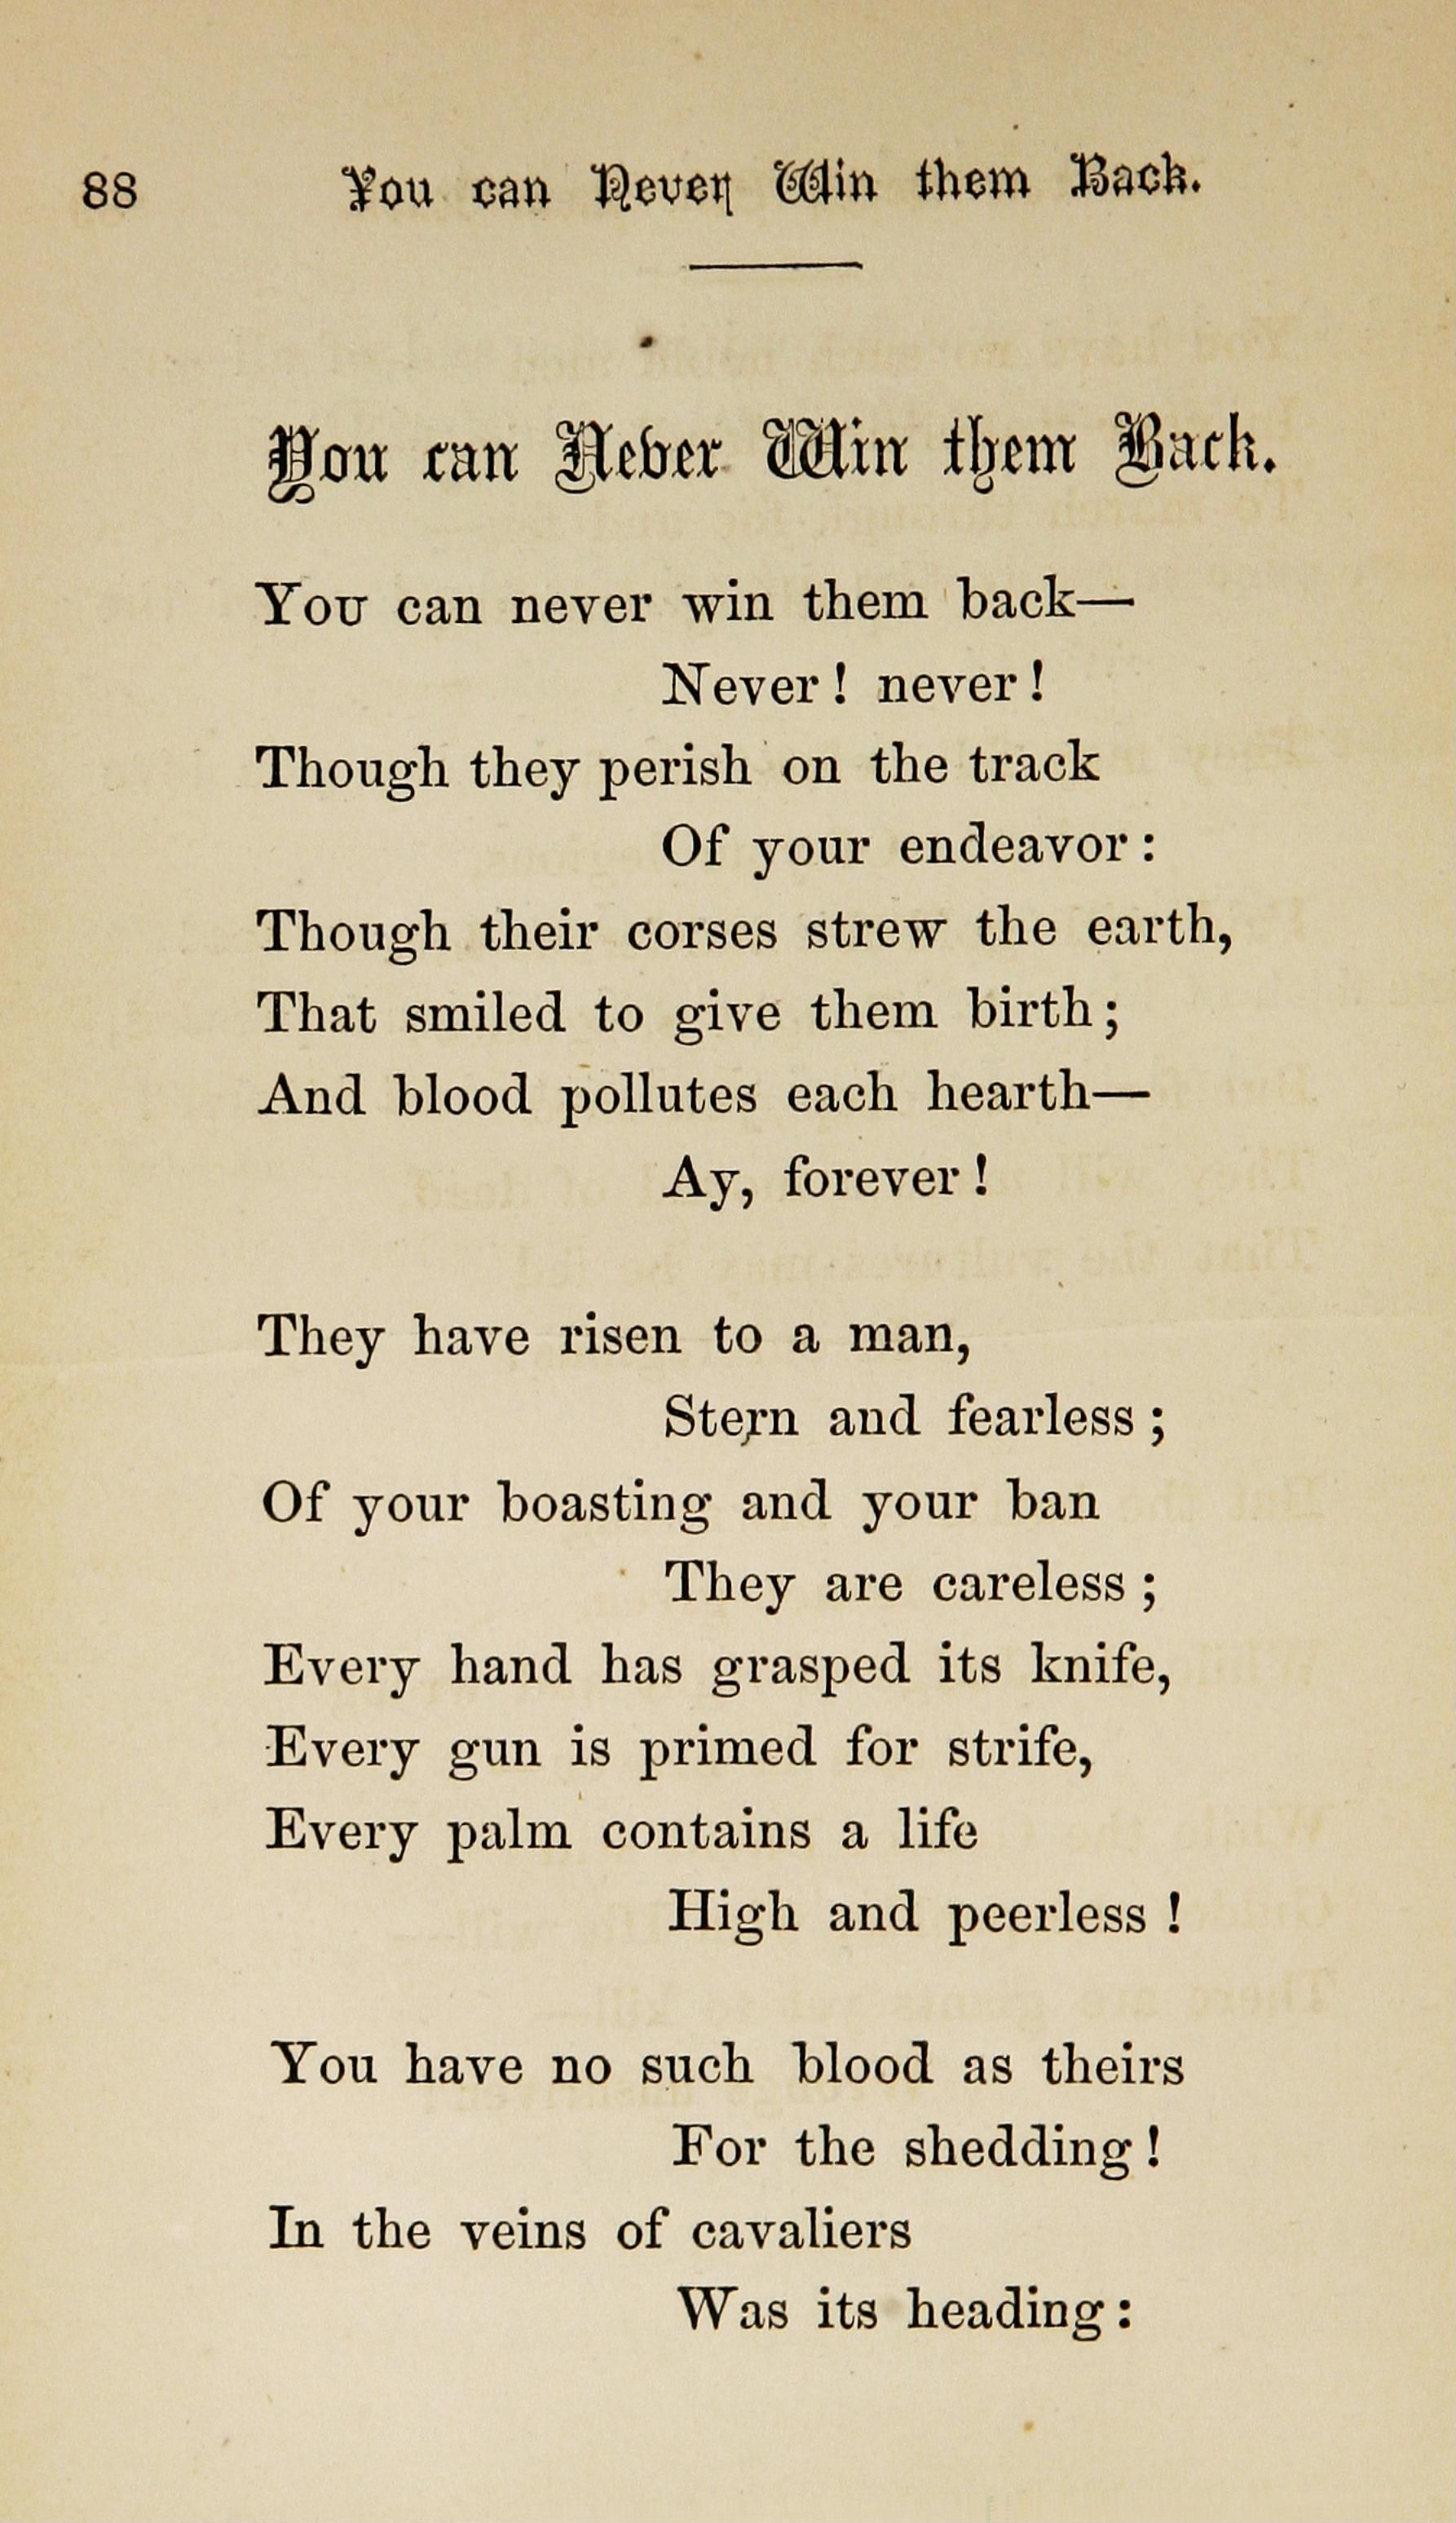 88 You can Never Win them Back.
You can Never Win them Back.
YOU can never win them back—
Never! never!
Though they perish on the track
Of your endeavor:
Though their corses strew the earth,
That smiled to give them birth;
And blood pollutes each hearth—
Ay, forever!
They have risen to a man,
Stern and fearless;
Of your boasting and your ban
They are careless;
Every hand has grasped its knife,
Every gun is primed for strife,
Every palm contains a life
High and peerless!
You have no such blood as theirs
For the shedding!
In the veins of cavaliers
Was its heading: